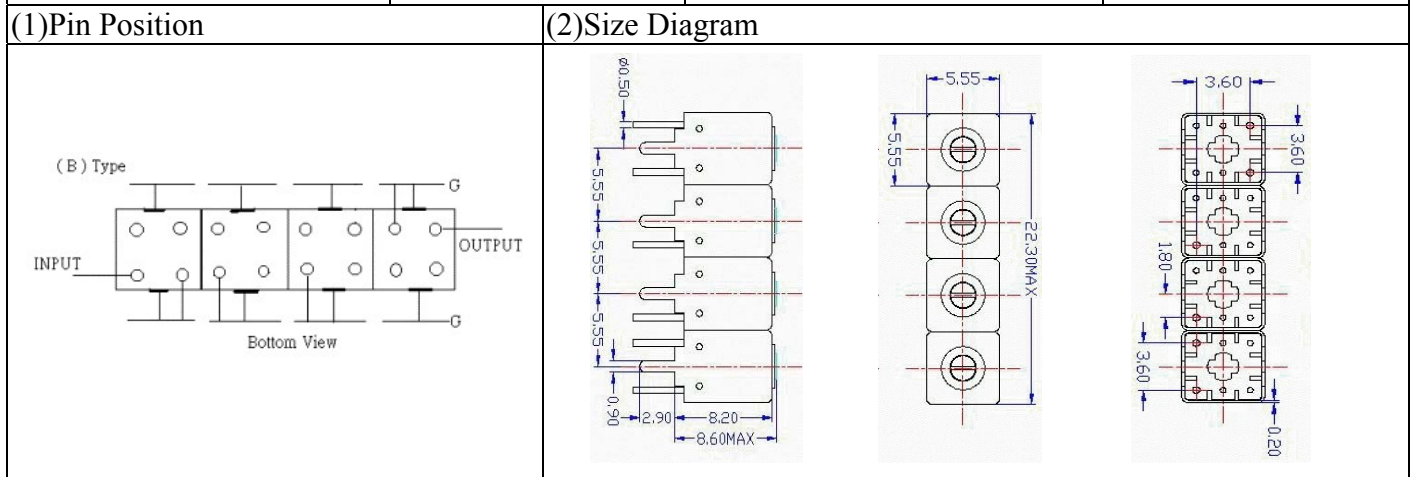 (1)Pin Position
(2)Size Diagram
(B) Type
G
OUTPUT
INPUT
G
Bottom View
ø0.50
5.55
5.55
5.55
0.90
2.90
8.20
8.60MAX
5.55
5.55
22.30MAX
3.60
3.60
1.80
3.60
0.20